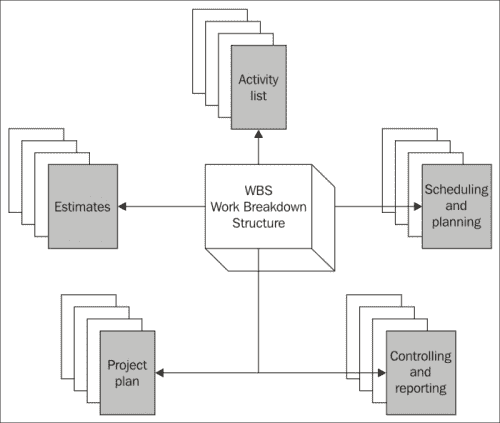 Activity
list
Estimates
WBS
Work Breakdown
Structure
Scheduling
and
planning
Project
plan
Controlling
and
reporting